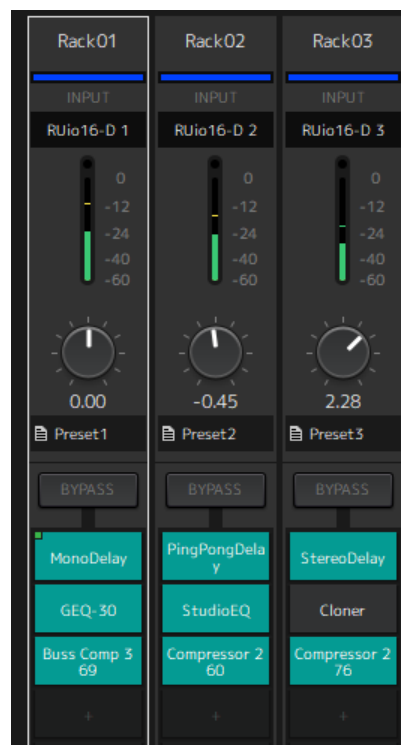 Rack01
INPUT
RUio16-D 1
0
-12
-24
-40
-60
0.00
Preset1
BYPASS
MonoDelay
GEQ-30
Buss Comp 3
69
+
Rack02
INPUT
RUio16-D 2
0
-12
-24
-40
-60
-0.45
Preset2
BYPASS
PingPongDela
y
StudioEQ
Compressor 2
60
+
Rack03
INPUT
RUio16-D 3
0
-12
-24
-40
-60
2.28
Preset3
BYPASS
StereoDelay
Cloner
Compressor 2
76
+